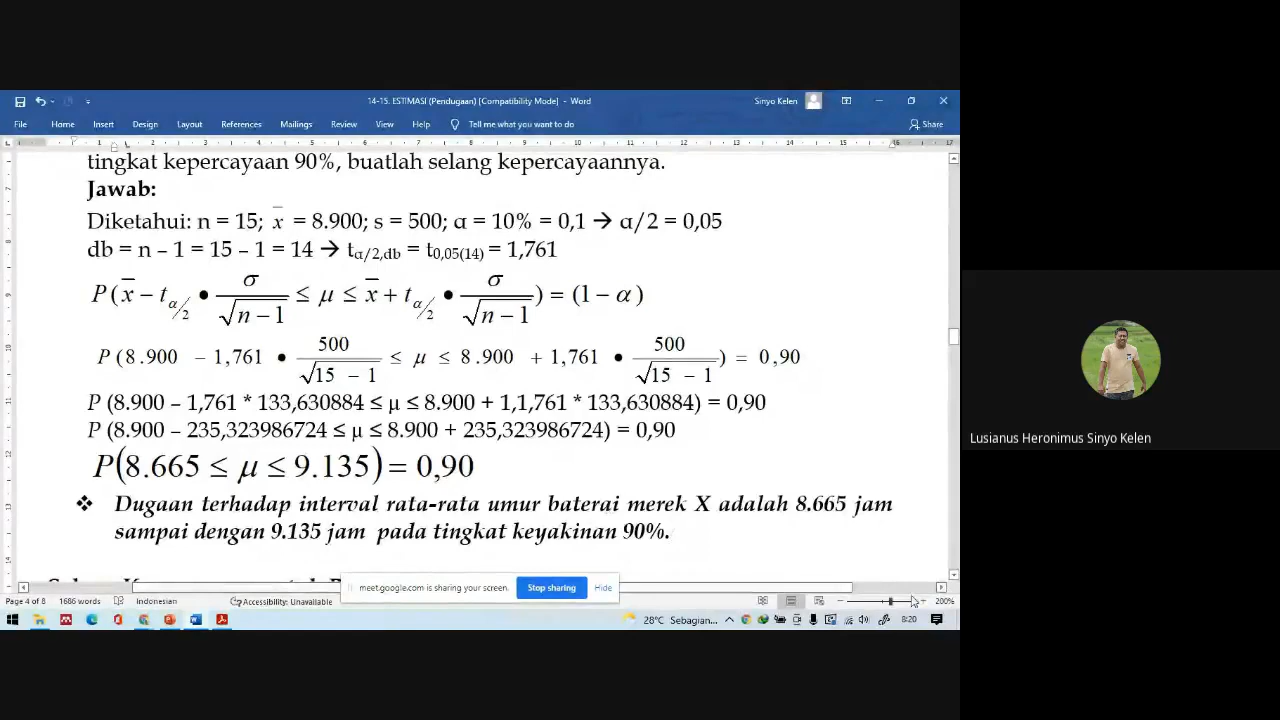 14-15. ESTIMASI (Pendugaan) [Compatibility Mode] - Word
Sinyo Kelen
File Home Insert Design Layout References Mailings Review View Help Tell me what you want to do Share
tingkat kepercayaan 90%, buatlah selang kepercayaannya.
Jawab:
Diketahui: n = 15; x̄ = 8.900; s = 500; α = 10% = 0,1 → α/2 = 0,05
db = n – 1 = 15 – 1 = 14 → tα/2,db = t0,05(14) = 1,761
P(x̄ − tα/2 • σ/√(n − 1) ≤ μ ≤ x̄ + tα/2 • σ/√(n − 1)) = (1 − α)
P (8.900 − 1,761 • 500/√(15 − 1) ≤ μ ≤ 8.900 + 1,761 • 500/√(15 − 1)) = 0,90
P (8.900 – 1,761 * 133,630884 ≤ μ ≤ 8.900 + 1,1,761 * 133,630884) = 0,90
P (8.900 – 235,323986724 ≤ μ ≤ 8.900 + 235,323986724) = 0,90
P(8.665 ≤ μ ≤ 9.135) = 0,90
❖ Dugaan terhadap interval rata-rata umur baterai merek X adalah 8.665 jam
sampai dengan 9.135 jam pada tingkat keyakinan 90%.
meet.google.com is sharing your screen. Stop sharing Hide
Page 4 of 8 1686 words Indonesian Accessibility: Unavailable 200%
28°C Sebagian... 8:20
Lusianus Heronimus Sinyo Kelen